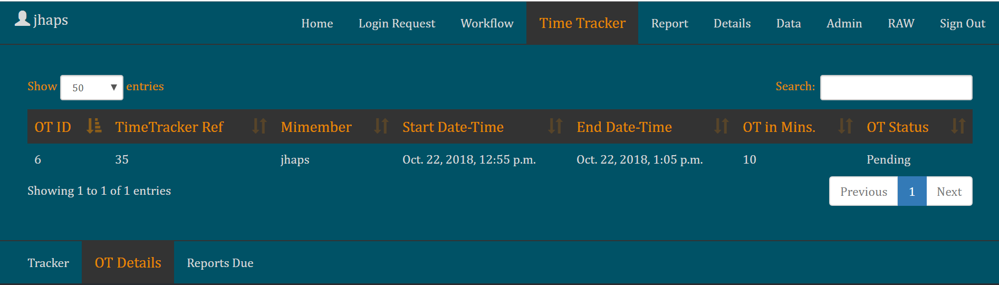 jhaps
Home Login Request Workflow Time Tracker Report Details Data Admin RAW Sign Out
Show 50 entries Search:
OT ID TimeTracker Ref Mimember Start Date-Time End Date-Time OT in Mins. OT Status
6 35 jhaps Oct. 22, 2018, 12:55 p.m. Oct. 22, 2018, 1:05 p.m. 10 Pending
Showing 1 to 1 of 1 entries Previous 1 Next
Tracker OT Details Reports Due